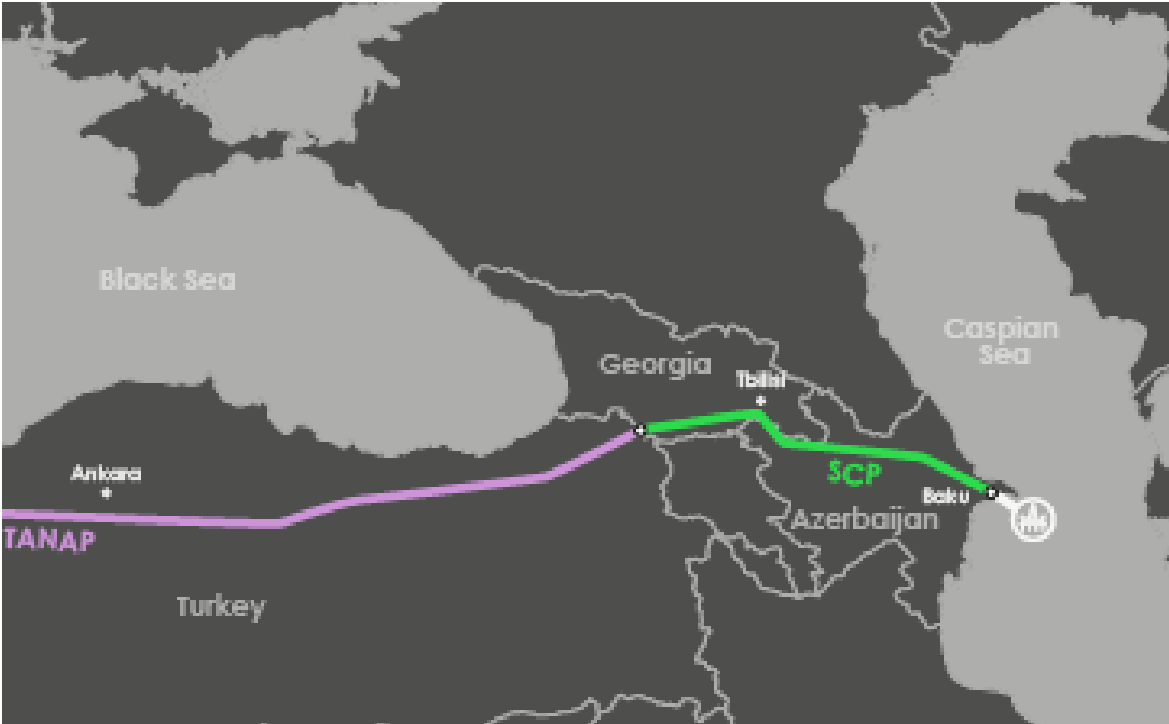 Black Sea
Caspian
Sea
Georgia
Tbilisi
Ankara
SCP
Baku
Azerbaijan
TANAP
Turkey